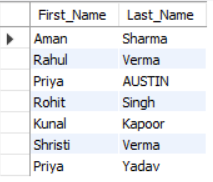 First_Name Last_Name
Aman Sharma
Rahul Verma
Priya AUSTIN
Rohit Singh
Kunal Kapoor
Shristi Verma
Priya Yadav